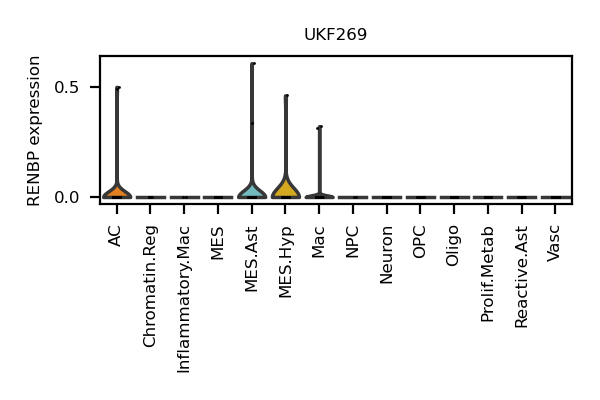 UKF269
RENBP expression
0.5
0.0
AC
Chromatin.Reg
Inflammatory.Mac
MES
MES.Ast
MES.Hyp
Mac
NPC
Neuron
OPC
Oligo
Prolif.Metab
Reactive.Ast
Vasc